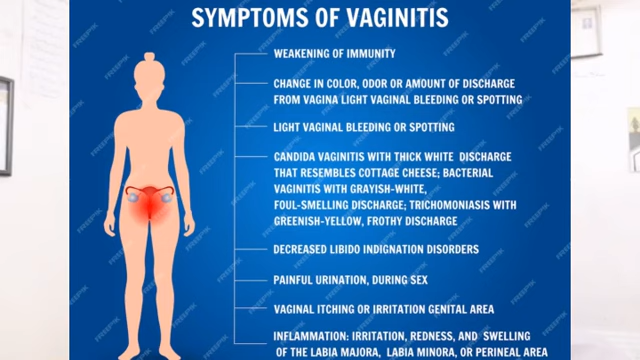 SYMPTOMS OF VAGINITIS
WEAKENING OF IMMUNITY
CHANGE IN COLOR, ODOR OR AMOUNT OF DISCHARGE
FROM VAGINA LIGHT VAGINAL BLEEDING OR SPOTTING
LIGHT VAGINAL BLEEDING OR SPOTTING
CANDIDA VAGINITIS WITH THICK WHITE DISCHARGE
THAT RESEMBLES COTTAGE CHEESE; BACTERIAL
VAGINITIS WITH GRAYISH-WHITE,
FOUL-SMELLING DISCHARGE; TRICHOMONIASIS WITH
GREENISH-YELLOW, FROTHY DISCHARGE
DECREASED LIBIDO INDIGNATION DISORDERS
PAINFUL URINATION, DURING SEX
VAGINAL ITCHING OR IRRITATION GENITAL AREA
INFLAMMATION: IRRITATION, REDNESS, AND SWELLING
OF THE LABIA MAJORA, LABIA MINORA, OR PERINEAL AREA
FREEPIK